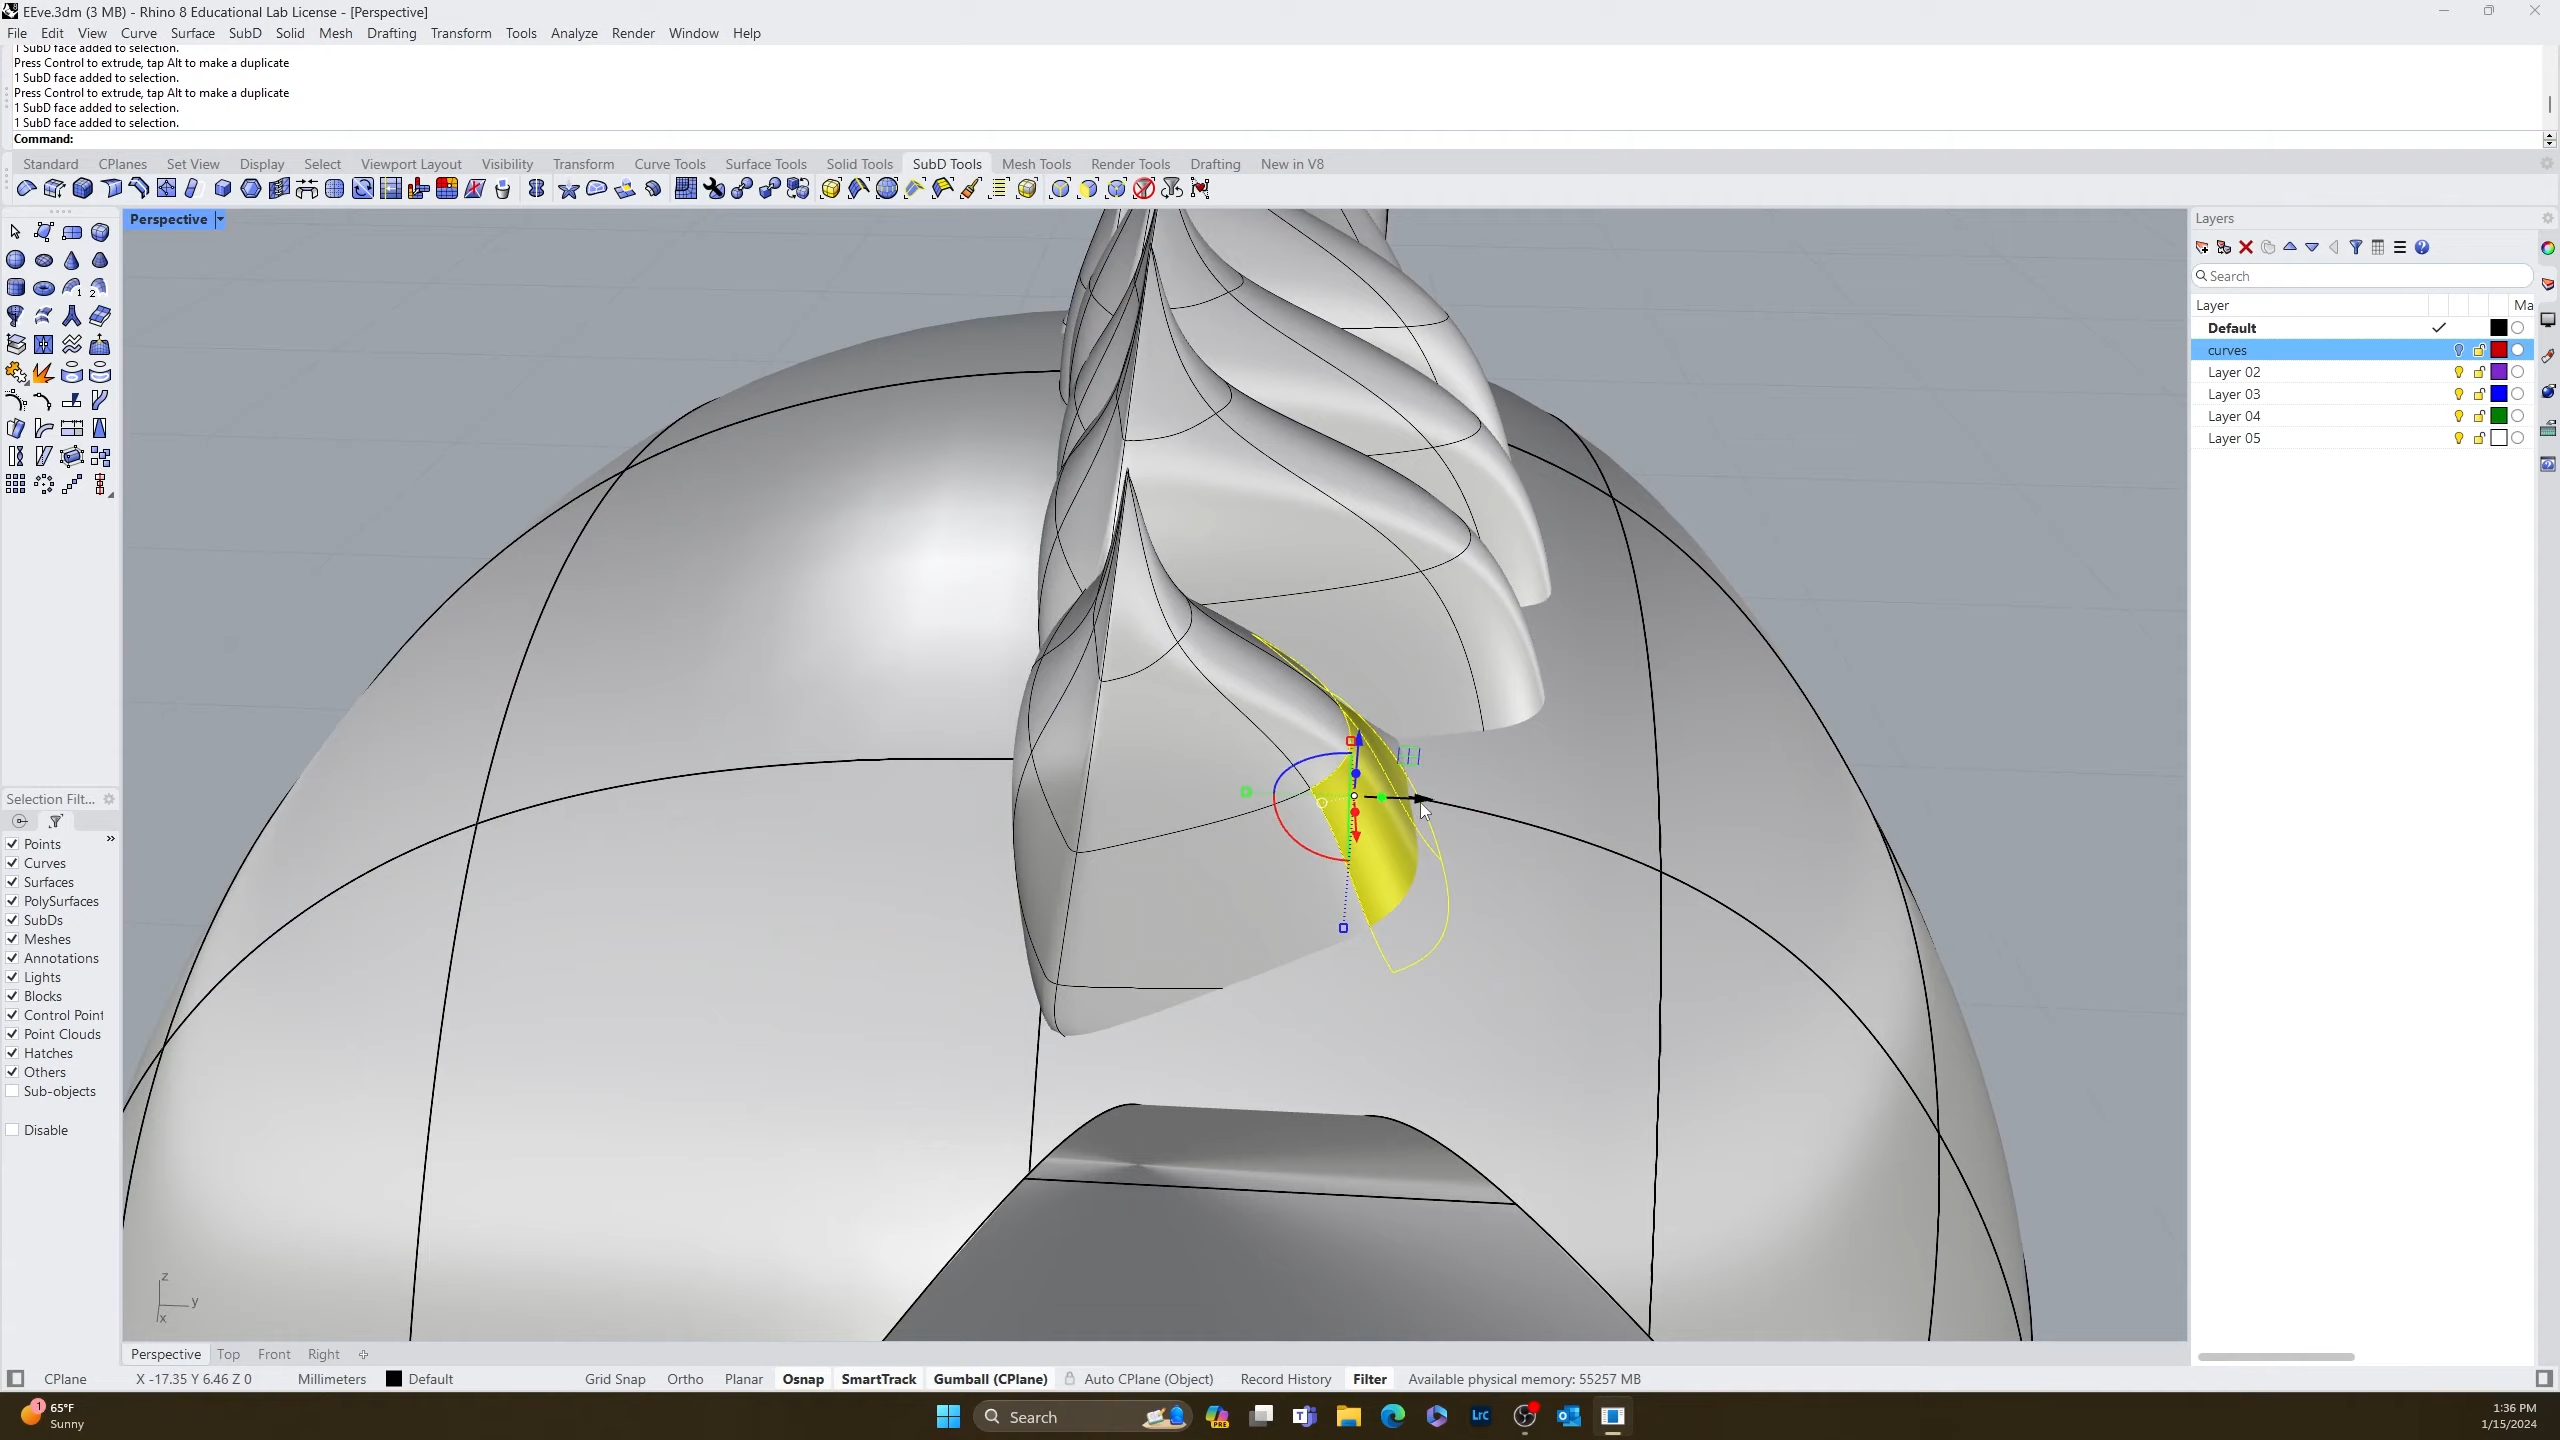 EEve.3dm (3 MB) - Rhino 8 Educational Lab License - [Perspective]
File Edit View Curve Surface SubD Solid Mesh Drafting Transform Tools Analyze Render Window Help
1 SubD face added to selection.
Press Control to extrude, tap Alt to make a duplicate
1 SubD face added to selection.
Press Control to extrude, tap Alt to make a duplicate
1 SubD face added to selection.
1 SubD face added to selection.
Command:
Standard CPlanes Set View Display Select Viewport Layout Visibility Transform Curve Tools Surface Tools Solid Tools SubD Tools Mesh Tools Render Tools Drafting New in V8
Perspective
Layers
Search
Layer Ma
Default
curves
Layer 02
Layer 03
Layer 04
Layer 05
Selection Filt...
Points
Curves
Surfaces
PolySurfaces
SubDs
Meshes
Annotations
Lights
Blocks
Control Point
Point Clouds
Hatches
Others
Sub-objects
Disable
z
y
x
Perspective Top Front Right
CPlane X -17.35 Y 6.46 Z 0 Millimeters Default Grid Snap Ortho Planar Osnap SmartTrack Gumball (CPlane) Auto CPlane (Object) Record History Filter Available physical memory: 55257 MB
1
65°F
Sunny
Search
PRE
Lrc
1:36 PM
1/15/2024